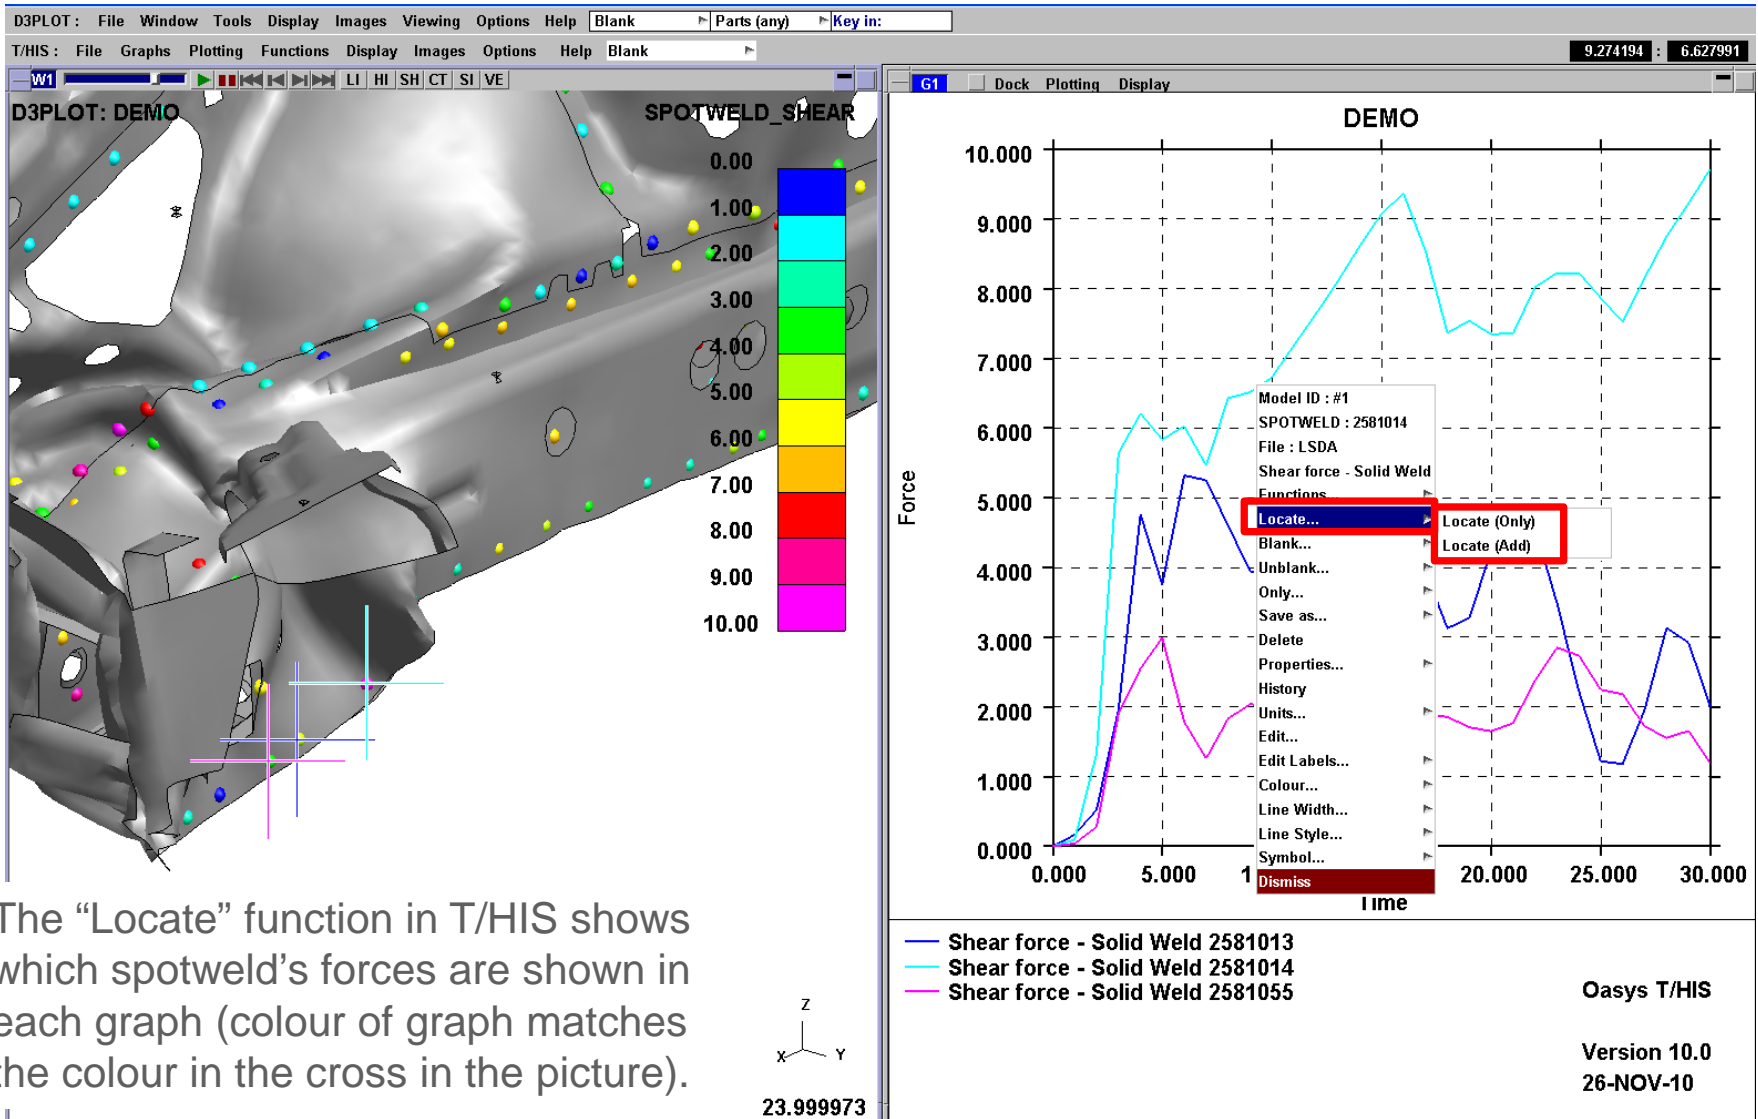 D3PLOT : File Window Tools Display Images Viewing Options Help Blank Parts (any) Key in:
T/HIS : File Graphs Plotting Functions Display Images Options Help Blank 9.274194 : 6.627991
W1 LI HI SH CT SI VE
D3PLOT: DEMO SPOTWELD_SHEAR
0.00
1.00
2.00
3.00
4.00
5.00
6.00
7.00
8.00
9.00
10.00
The “Locate” function in T/HIS shows
which spotweld’s forces are shown in
each graph (colour of graph matches
the colour in the cross in the picture).
Z
X Y
23.999973
G1 Dock Plotting Display
DEMO
10.000
9.000
8.000
7.000
6.000
5.000
4.000
3.000
2.000
1.000
0.000
Force
0.000 5.000 1 20.000 25.000 30.000
Time
Model ID : #1
SPOTWELD : 2581014
File : LSDA
Shear force - Solid Weld
Functions...
Locate...
Blank...
Unblank...
Only...
Save as...
Delete
Properties...
History
Units...
Edit...
Edit Labels...
Colour...
Line Width...
Line Style...
Symbol...
Dismiss
Locate (Only)
Locate (Add)
Shear force - Solid Weld 2581013
Shear force - Solid Weld 2581014
Shear force - Solid Weld 2581055
Oasys T/HIS
Version 10.0
26-NOV-10